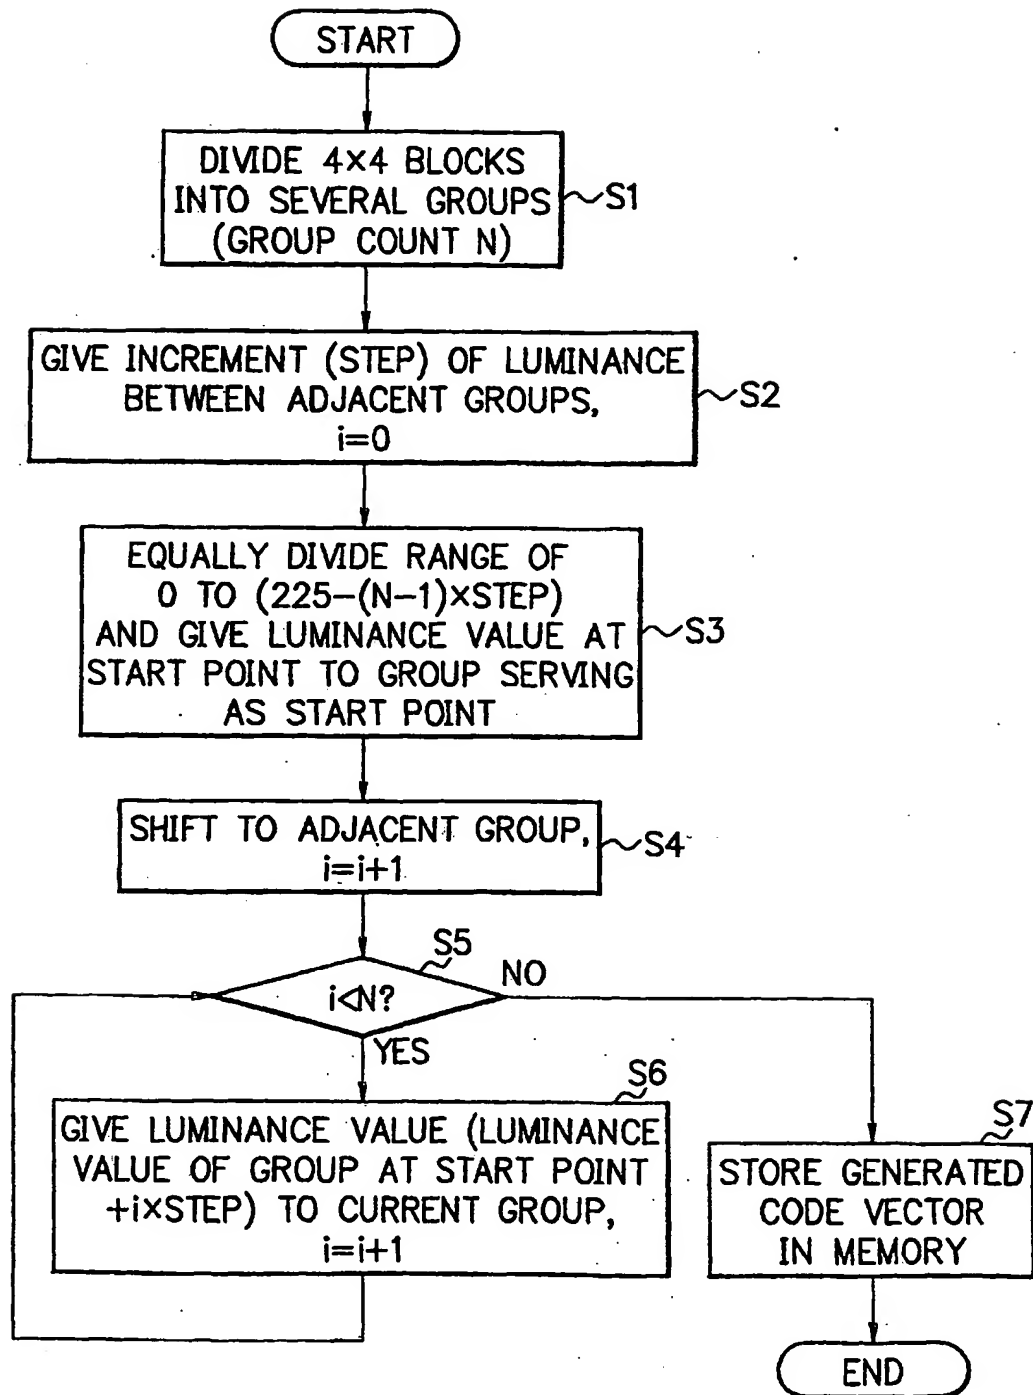 START
DIVIDE 4×4 BLOCKS
INTO SEVERAL GROUPS
(GROUP COUNT N)
S1
GIVE INCREMENT (STEP) OF LUMINANCE
BETWEEN ADJACENT GROUPS,
i=0
S2
EQUALLY DIVIDE RANGE OF
0 TO (225-(N-1)×STEP)
AND GIVE LUMINANCE VALUE AT
START POINT TO GROUP SERVING
AS START POINT
S3
SHIFT TO ADJACENT GROUP,
i=i+1
S4
S5
i<N?
NO
YES
S6
GIVE LUMINANCE VALUE (LUMINANCE
VALUE OF GROUP AT START POINT
+i×STEP) TO CURRENT GROUP,
i=i+1
S7
STORE GENERATED
CODE VECTOR
IN MEMORY
END